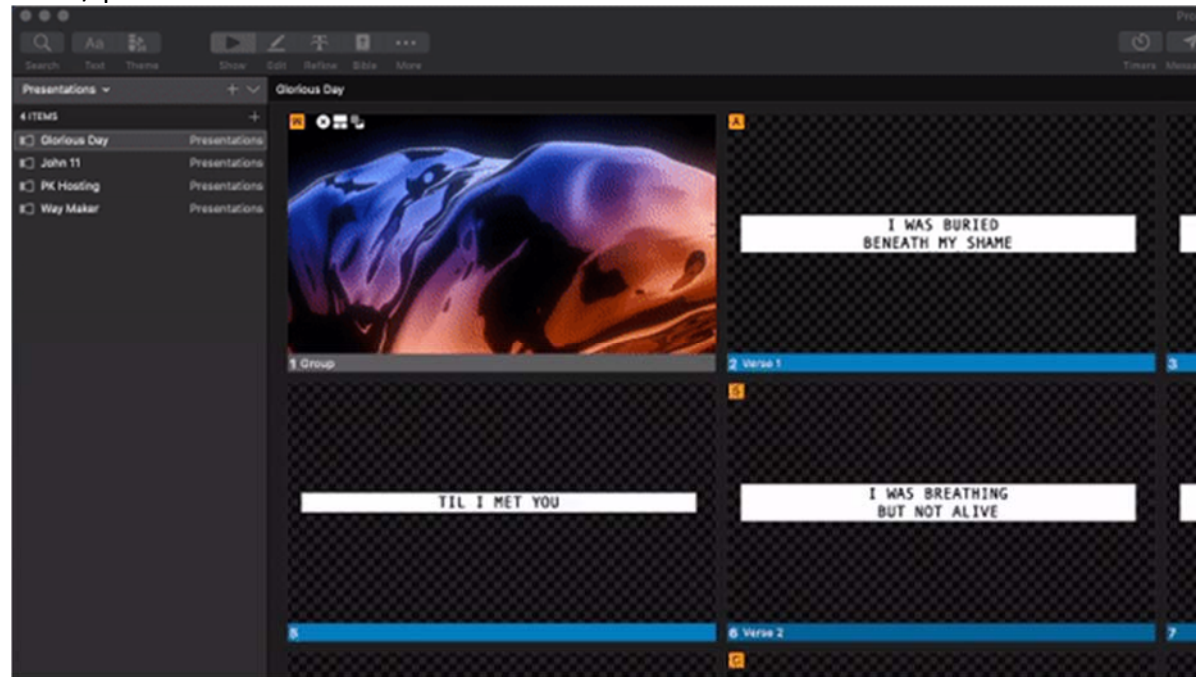 Pro
Search
Text
Theme
Show
Edit
Reflow
Bible
More
Timers
Presentations
Glorious Day
4 ITEMS
Glorious Day Presentations
John 11 Presentations
PK Hosting Presentations
Way Maker Presentations
A
I WAS BURIED
BENEATH MY SHAME
1 Group
2 Verse 1
3
TIL I MET YOU
S
I WAS BREATHING
BUT NOT ALIVE
5
6 Verse 2
7